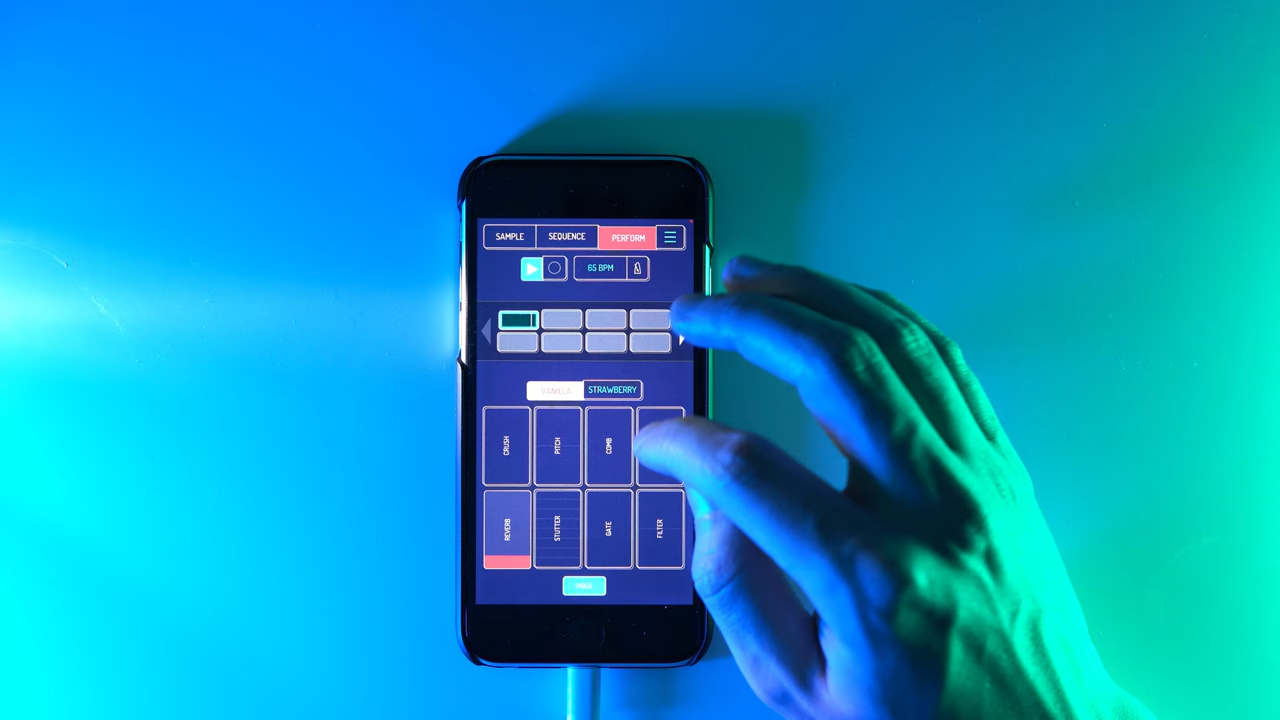 SAMPLE SEQUENCE PERFORM
65 BPM
VANILLA STRAWBERRY
CRUSH PITCH COMB
REVERB STUTTER GATE FILTER